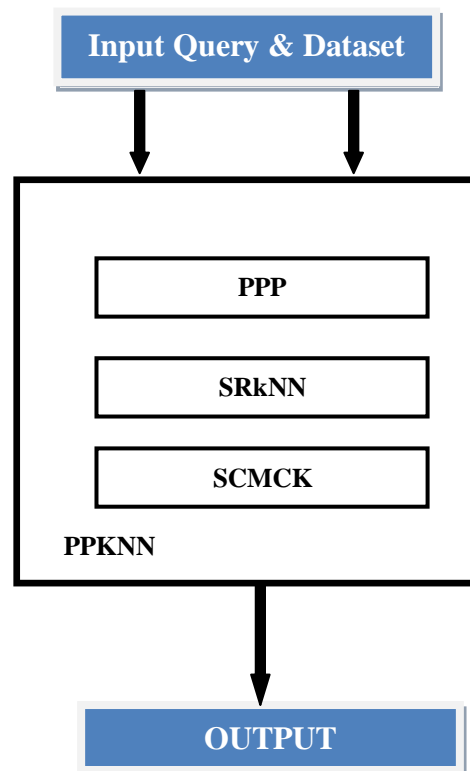 Input Query & Dataset
PPP
SRkNN
SCMCK
PPKNN
OUTPUT